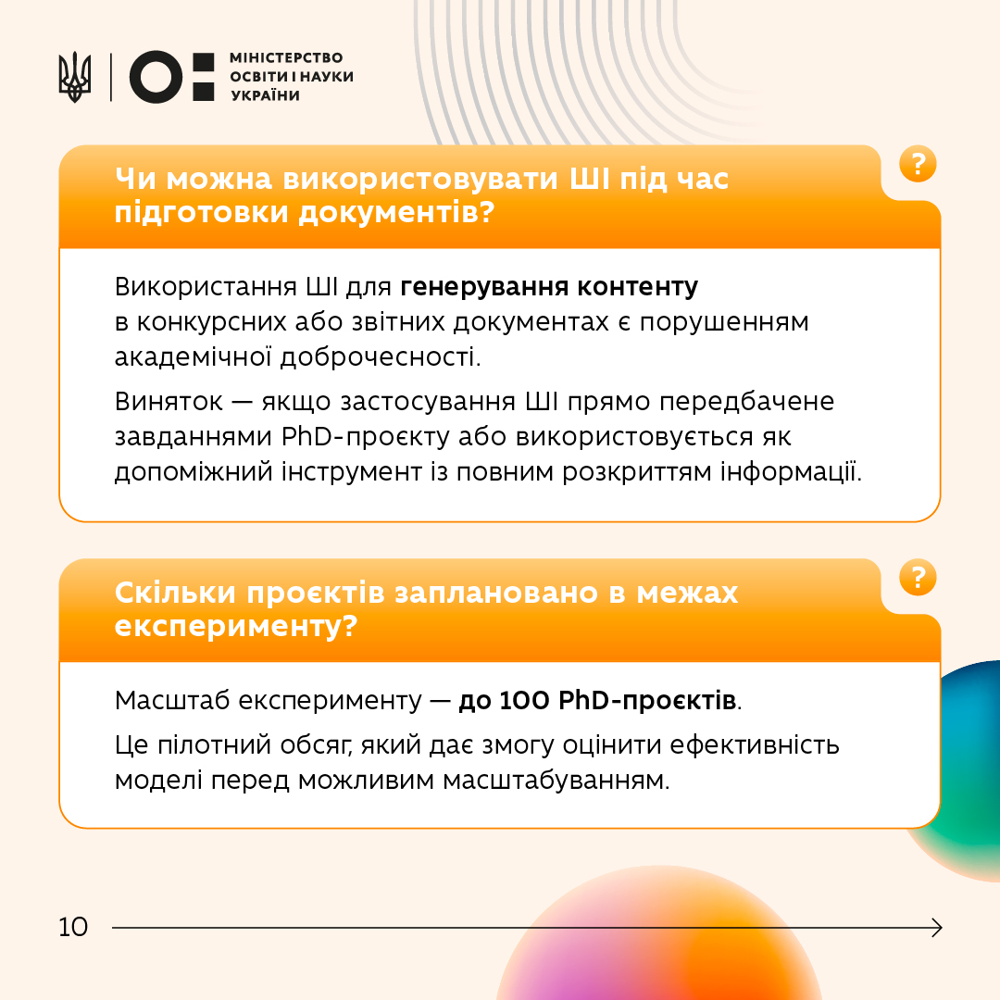 МІНІСТЕРСТВО
ОСВІТИ І НАУКИ
УКРАЇНИ
Чи можна використовувати ШІ під час
підготовки документів?
?
Використання ШІ для генерування контенту
в конкурсних або звітних документах є порушенням
академічної доброчесності.
Виняток — якщо застосування ШІ прямо передбачене
завданнями PhD-проєкту або використовується як
допоміжний інструмент із повним розкриттям інформації.
Скільки проєктів заплановано в межах
експерименту?
?
Масштаб експерименту — до 100 PhD-проєктів.
Це пілотний обсяг, який дає змогу оцінити ефективність
моделі перед можливим масштабуванням.
10